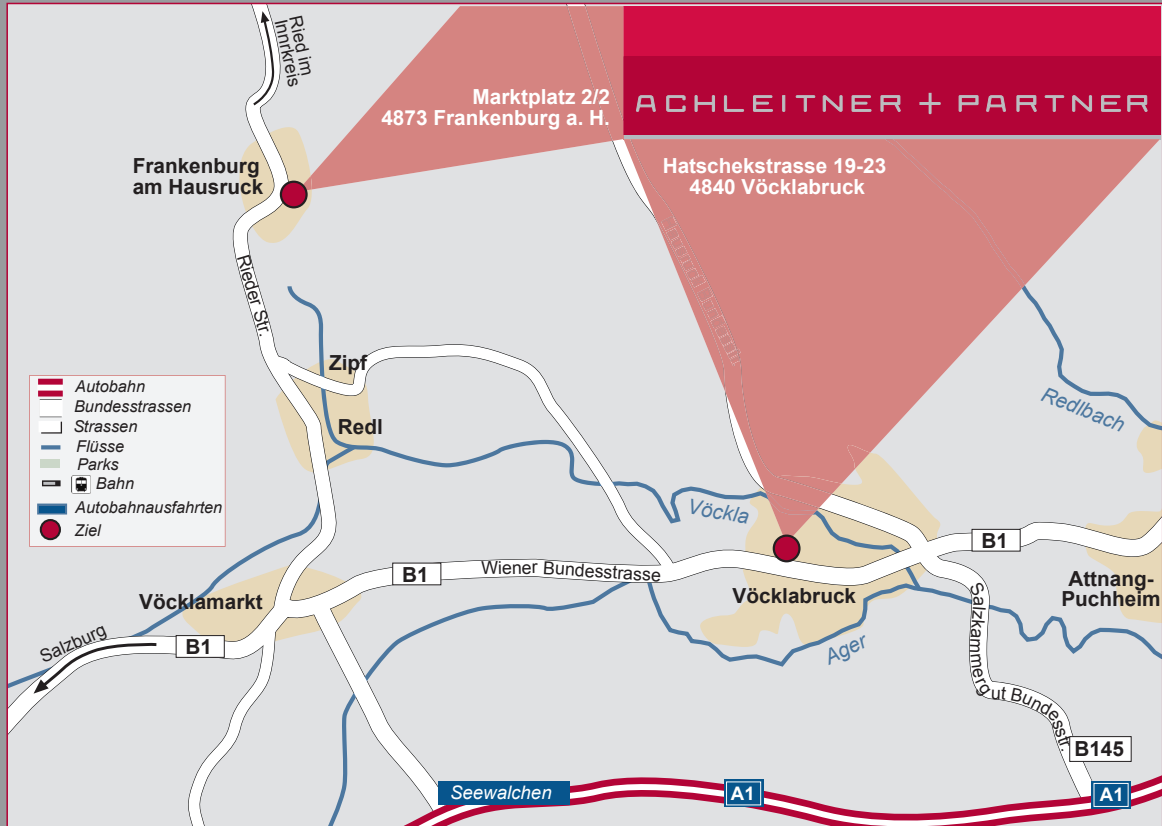 Ried im
Innrkreis
Marktplatz 2/2
4873 Frankenburg a. H.
ACHLEITNER + PARTNER
Hatschekstrasse 19-23
4840 Vöcklabruck
Frankenburg
am Hausruck
Rieder Str.
Zipf
Redl
Redlbach
Autobahn
Bundesstrassen
Strassen
Flüsse
Parks
Bahn
Autobahnausfahrten
Ziel
Vöckla
B1
B1
Wiener Bundesstrasse
Vöcklamarkt
Vöcklabruck
Attnang-
Puchheim
Salzburg
B1
Ager
Salzkammergut Bundesstr.
B145
Seewalchen
A1
A1